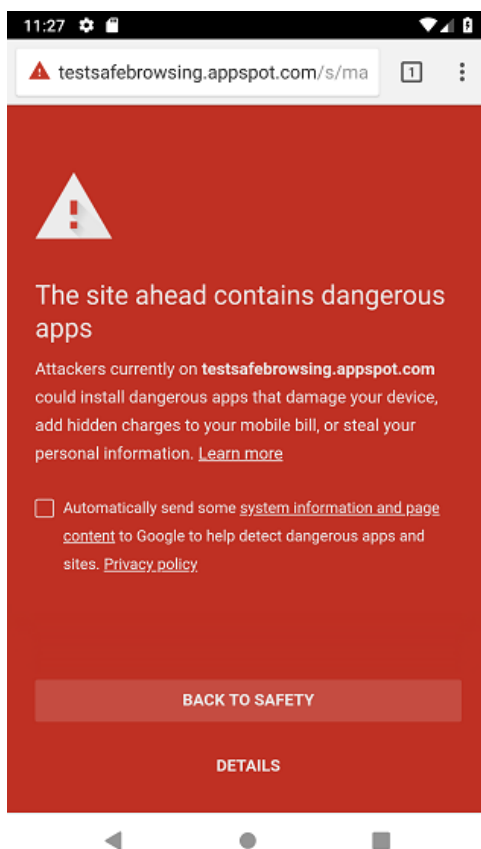 11:27
testsafebrowsing.appspot.com/s/ma
1
The site ahead contains dangerous
apps
Attackers currently on testsafebrowsing.appspot.com
could install dangerous apps that damage your device,
add hidden charges to your mobile bill, or steal your
personal information. Learn more
Automatically send some system information and page
content to Google to help detect dangerous apps and
sites. Privacy policy
BACK TO SAFETY
DETAILS